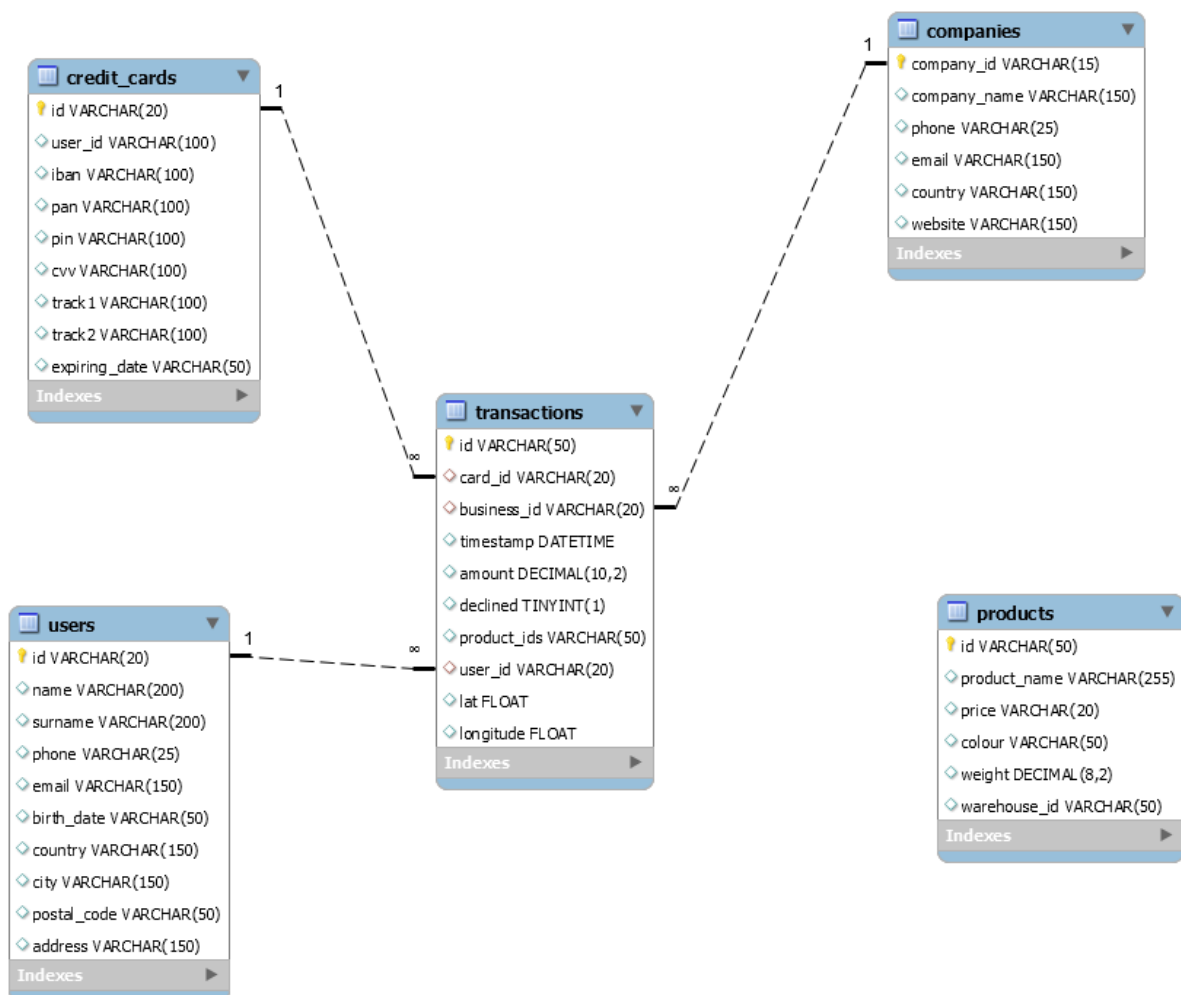 credit_cards
id VARCHAR(20)
user_id VARCHAR(100)
iban VARCHAR(100)
pan VARCHAR(100)
pin VARCHAR(100)
cvv VARCHAR(100)
track1 VARCHAR(100)
track2 VARCHAR(100)
expiring_date VARCHAR(50)
Indexes
1
companies
company_id VARCHAR(15)
company_name VARCHAR(150)
phone VARCHAR(25)
email VARCHAR(150)
country VARCHAR(150)
website VARCHAR(150)
Indexes
1
transactions
id VARCHAR(50)
card_id VARCHAR(20)
business_id VARCHAR(20)
timestamp DATETIME
amount DECIMAL(10,2)
declined TINYINT(1)
product_ids VARCHAR(50)
user_id VARCHAR(20)
lat FLOAT
longitude FLOAT
Indexes
∞
∞
∞
users
id VARCHAR(20)
name VARCHAR(200)
surname VARCHAR(200)
phone VARCHAR(25)
email VARCHAR(150)
birth_date VARCHAR(50)
country VARCHAR(150)
city VARCHAR(150)
postal_code VARCHAR(50)
address VARCHAR(150)
Indexes
1
products
id VARCHAR(50)
product_name VARCHAR(255)
price VARCHAR(20)
colour VARCHAR(50)
weight DECIMAL(8,2)
warehouse_id VARCHAR(50)
Indexes